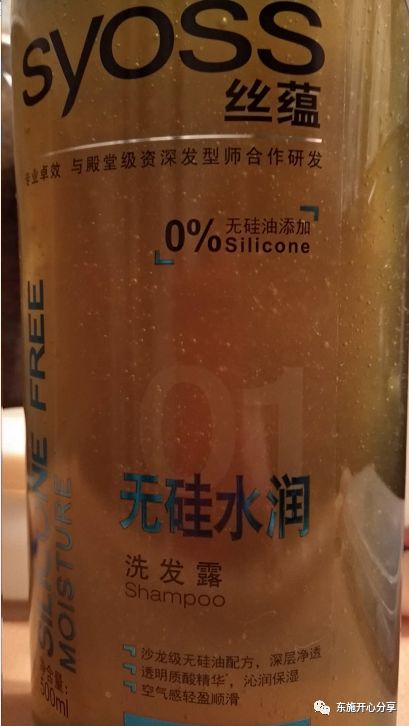 syoss
丝蕴
专业卓效 与殿堂级资深发型师合作研发
0% 无硅油添加
Silicone
01
无硅水润
洗发露
Shampoo
沙龙级无硅油配方，深层净透
透明质酸精华*，沁润保湿
空气感轻盈顺滑
SILICONE FREE
MOISTURE
净含量：
500ml
东施开心分享